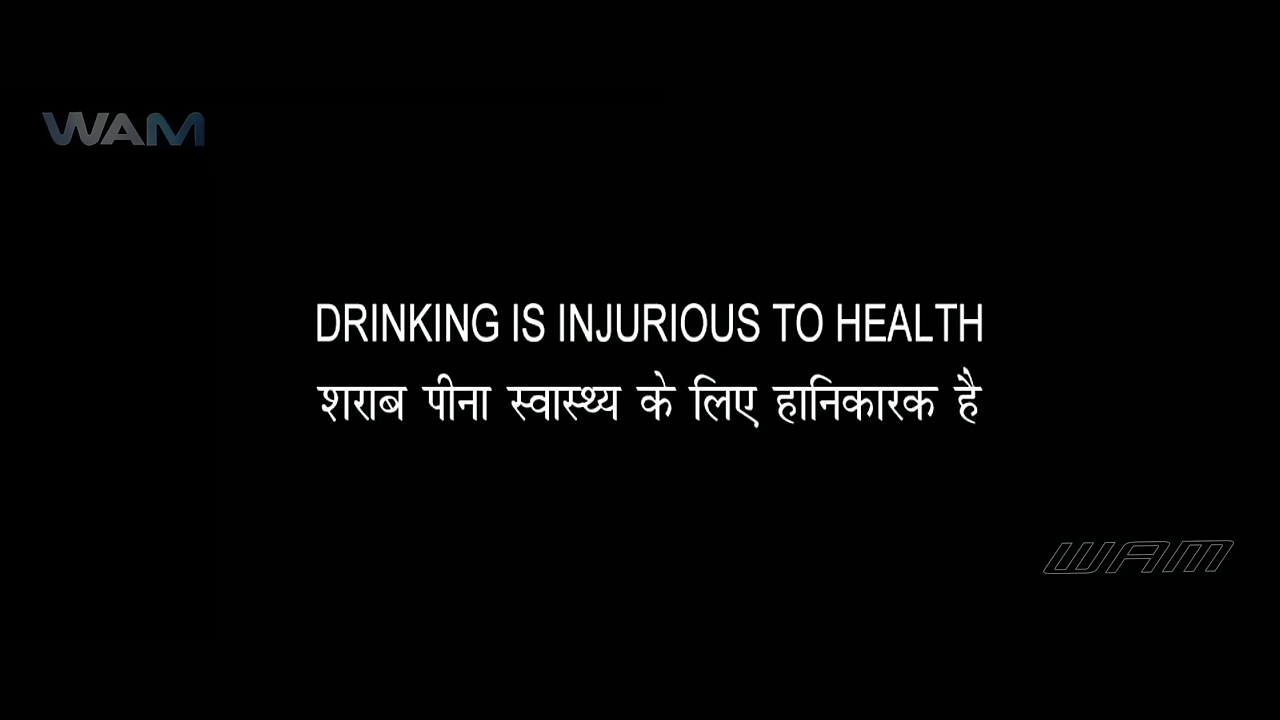 WAM
DRINKING IS INJURIOUS TO HEALTH
शराब पीना स्वास्थ्य के लिए हानिकारक है
WAM